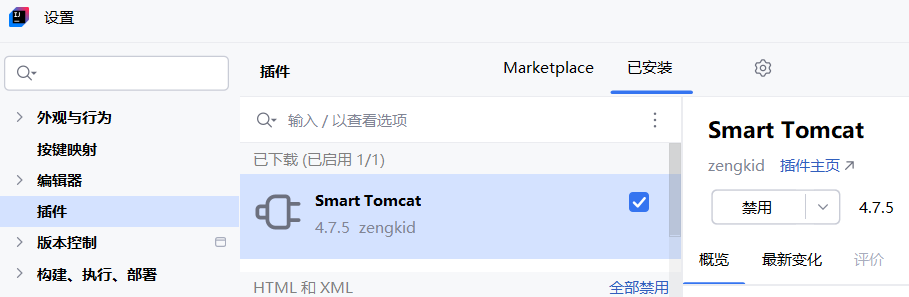 设置
插件
Marketplace
已安装
外观与行为
按键映射
编辑器
插件
版本控制
构建、执行、部署
输入 / 以查看选项
已下载 (已启用 1/1)
Smart Tomcat
4.7.5 zengkid
HTML 和 XML
全部禁用
Smart Tomcat
zengkid 插件主页
禁用
4.7.5
概览
最新变化
评价